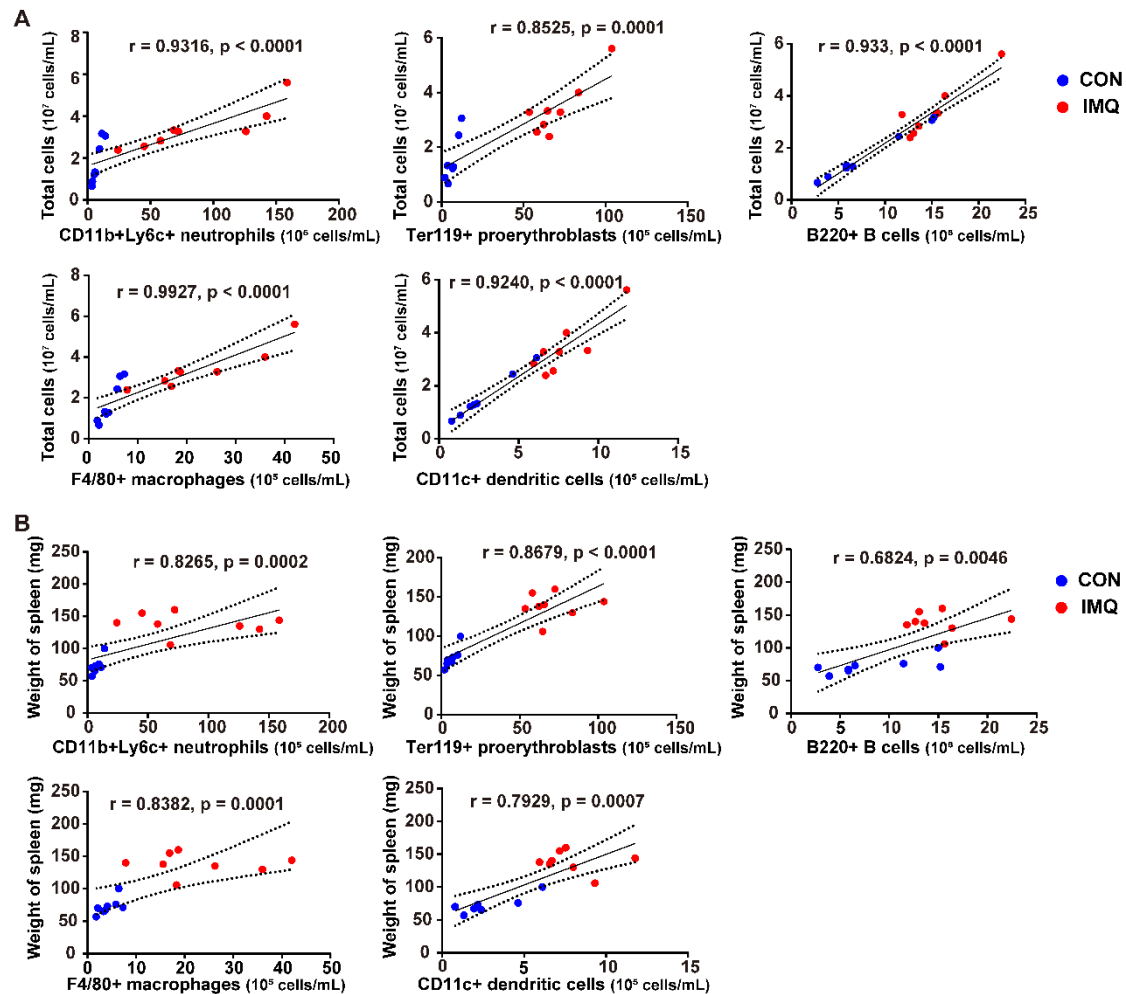 A
r = 0.9316, p < 0.0001
Total cells (10⁷ cells/mL)
8
6
4
2
0
0 50 100 150 200
CD11b+Ly6c+ neutrophils (10⁵ cells/mL)
r = 0.8525, p = 0.0001
Total cells (10⁷ cells/mL)
6
4
2
0
0 50 100 150
Ter119+ proerythroblasts (10⁵ cells/mL)
r = 0.933, p < 0.0001
Total cells (10⁷ cells/mL)
6
4
2
0
0 5 10 15 20 25
B220+ B cells (10⁶ cells/mL)
CON
IMQ
r = 0.9927, p < 0.0001
Total cells (10⁷ cells/mL)
8
6
4
2
0
0 10 20 30 40 50
F4/80+ macrophages (10⁵ cells/mL)
r = 0.9240, p < 0.0001
Total cells (10⁷ cells/mL)
6
4
2
0
0 5 10 15
CD11c+ dendritic cells (10⁵ cells/mL)
B
r = 0.8265, p = 0.0002
Weight of spleen (mg)
250
200
150
100
50
0
0 50 100 150 200
CD11b+Ly6c+ neutrophils (10⁵ cells/mL)
r = 0.8679, p < 0.0001
Weight of spleen (mg)
200
150
100
50
0
0 50 100 150
Ter119+ proerythroblasts (10⁵ cells/mL)
r = 0.6824, p = 0.0046
Weight of spleen (mg)
250
200
150
100
50
0
0 5 10 15 20 25
B220+ B cells (10⁶ cells/mL)
CON
IMQ
r = 0.8382, p = 0.0001
Weight of spleen (mg)
250
200
150
100
50
0
0 10 20 30 40 50
F4/80+ macrophages (10⁵ cells/mL)
r = 0.7929, p = 0.0007
Weight of spleen (mg)
250
200
150
100
50
0
0 5 10 15
CD11c+ dendritic cells (10⁵ cells/mL)